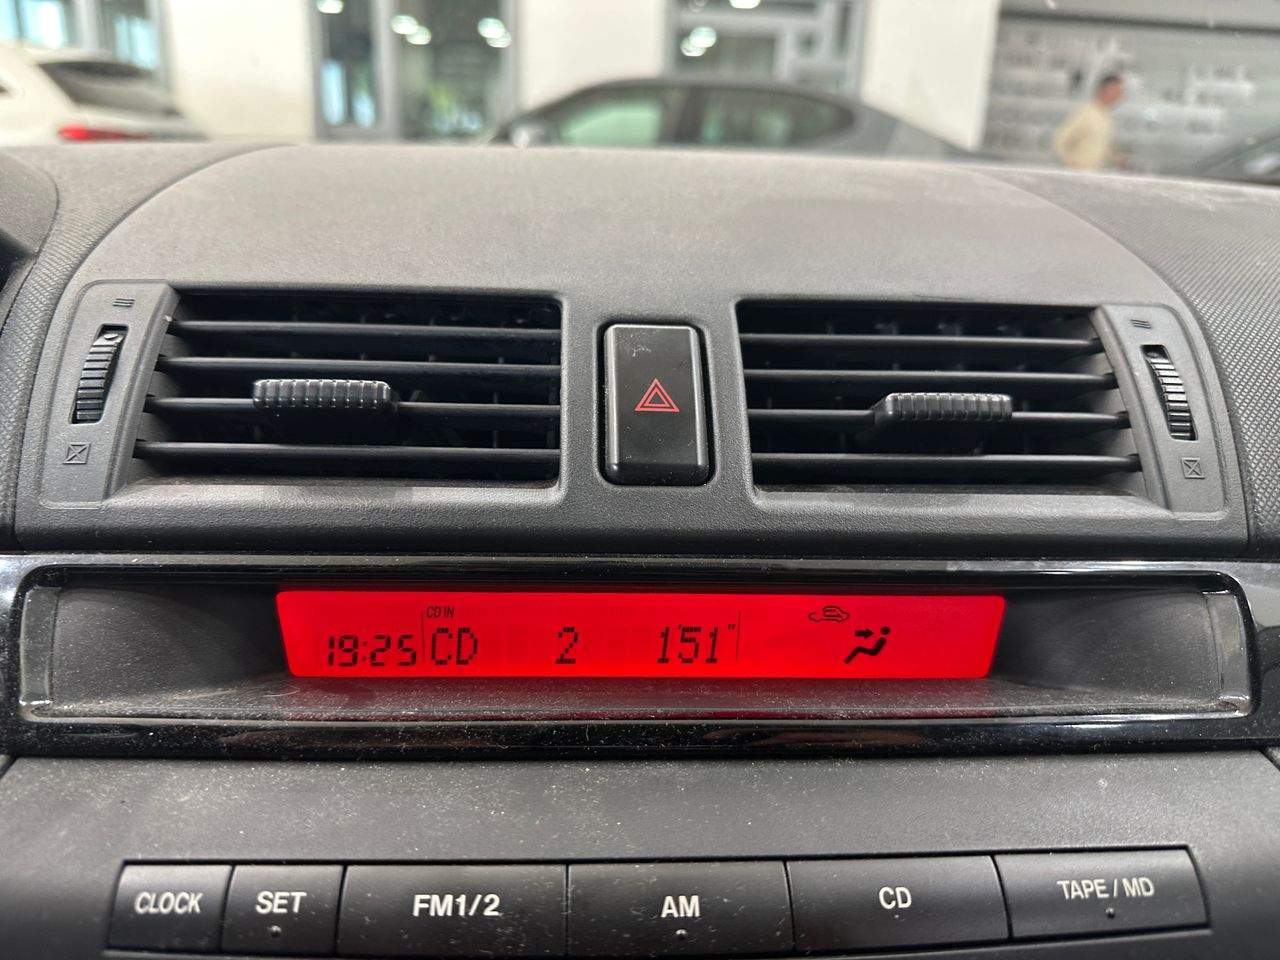 CD IN
19:25 CD 2 1'51"
CLOCK SET FM1/2 AM CD TAPE / MD